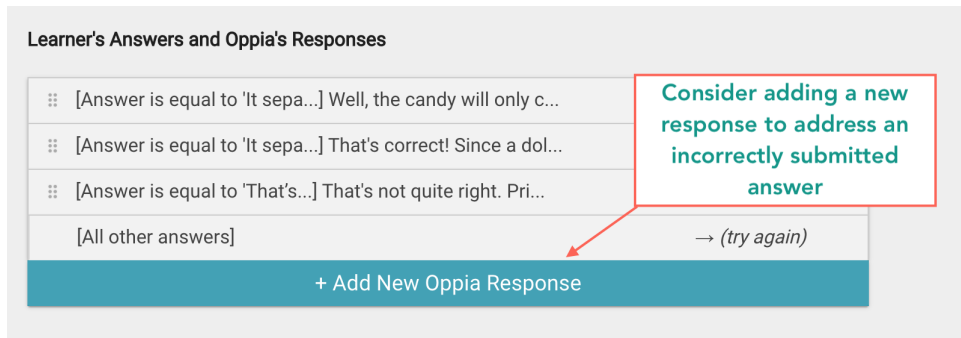 Learner's Answers and Oppia's Responses
[Answer is equal to 'It sepa...] Well, the candy will only c...
[Answer is equal to 'It sepa...] That's correct! Since a dol...
[Answer is equal to 'That’s...] That's not quite right. Pri...
[All other answers] → (try again)
+ Add New Oppia Response
Consider adding a new
response to address an
incorrectly submitted
answer